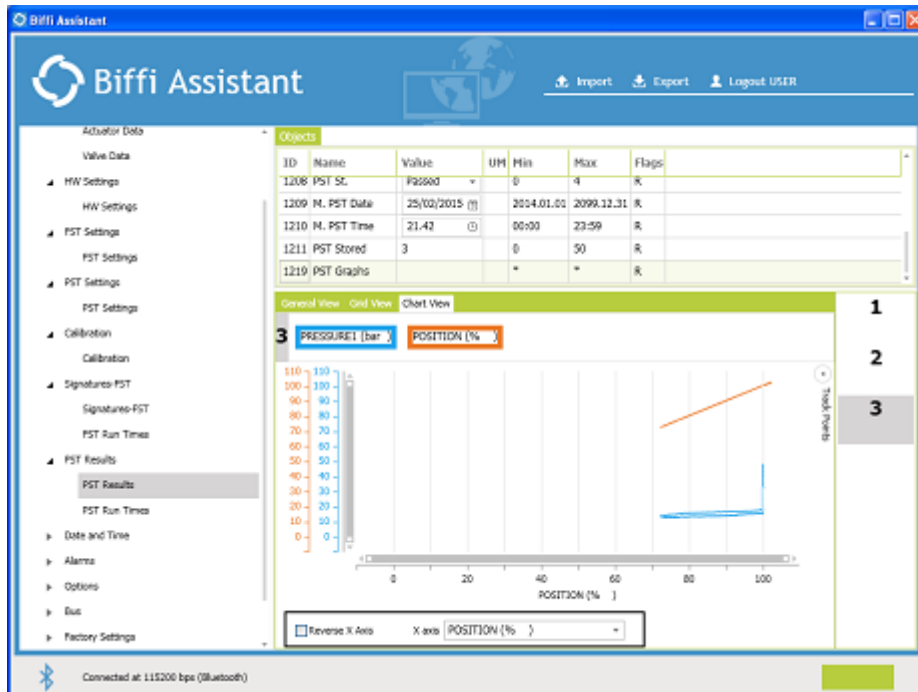 Biffi Assistant
Biffi Assistant
Import Export Logout USER
Actuator Data
Valve Data
HW Settings
HW Settings
FST Settings
FST Settings
PST Settings
PST Settings
Calibration
Calibration
Signatures-FST
Signatures-FST
FST Run Times
PST Results
PST Results
PST Run Times
Date and Time
Alarms
Options
Bus
Factory Settings
Objects
ID Name Value UM Min Max Flags
1208 PST St. Passed 0 4 R
1209 M. PST Date 25/02/2015 2014.01.01 2099.12.31 R
1210 M. PST Time 21.42 00:00 23:59 R
1211 PST Stored 3 0 50 R
1219 PST Graphs * * R
General View Grid View Chart View
3 PRESSURE1 (bar ) POSITION (% )
110 110
100 100
90 90
80 80
70 70
60 60
50 50
40 40
30 30
20 20
10 10
0 0
0 20 40 60 80 100
POSITION (% )
Track Points
Reverse X Axis X axis POSITION (% )
1
2
3
Connected at 115200 bps (Bluetooth)